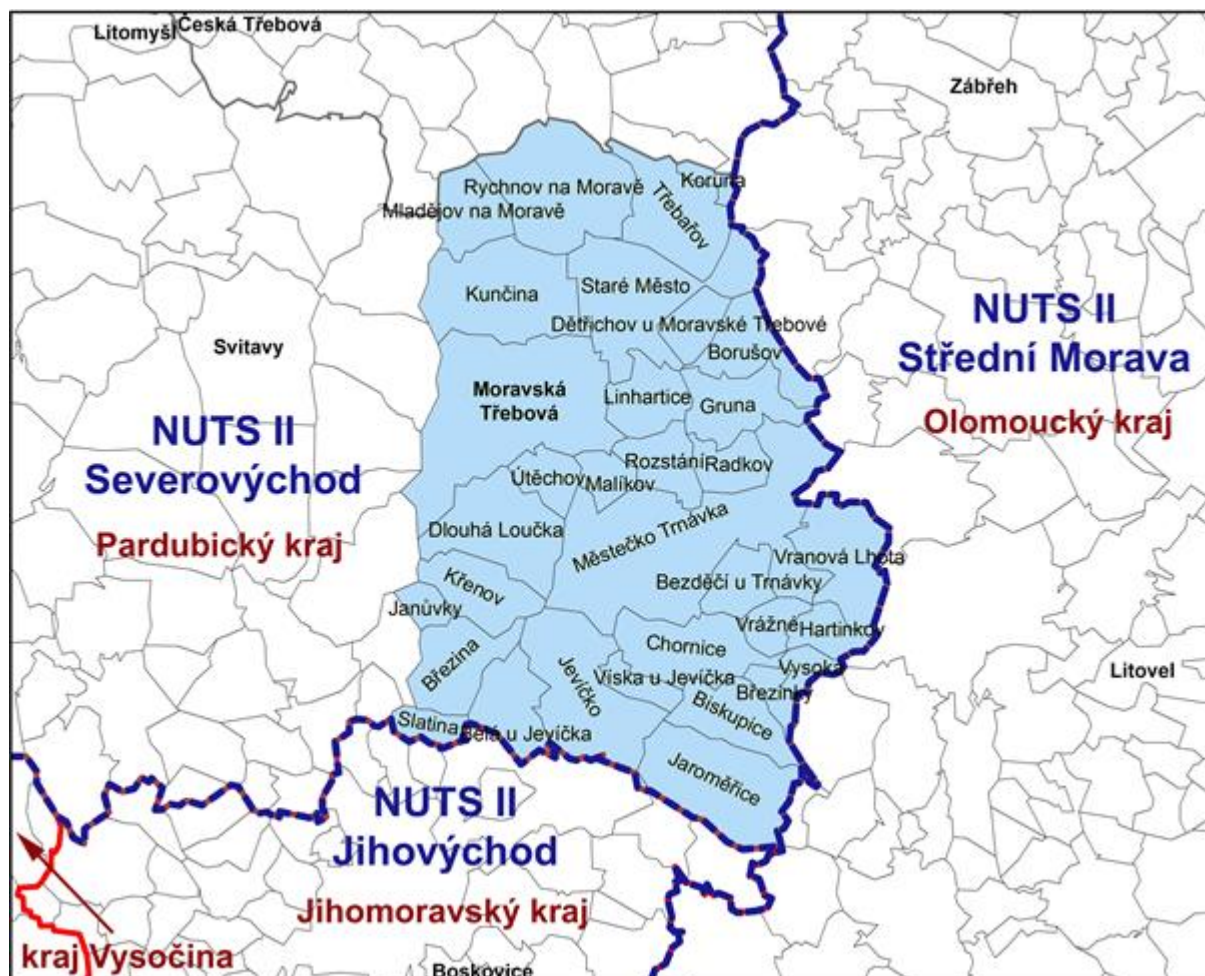 Litomyšl
Česká Třebová
Zábřeh
Koruna
Rychnov na Moravě
Mladějov na Moravě
Třebařov
Kunčina
Staré Město
NUTS II
Střední Morava
Olomoucký kraj
Dětřichov u Moravské Třebové
Borušov
Svitavy
Moravská
Třebová
Linhartice
Gruna
NUTS II
Severovýchod
Pardubický kraj
Rozstání
Radkov
Útěchov
Malíkov
Dlouhá Loučka
Městečko Trnávka
Vranová Lhota
Bezděčí u Trnávky
Křenov
Janůvky
Vrážné
Hartinkov
Chornice
Březina
Vysoká
Litovel
Jevíčko
Víska u Jevíčka
Březinky
Biskupice
Slatina
Bělá u Jevíčka
Jaroměřice
NUTS II
Jihovýchod
Jihomoravský kraj
kraj Vysočina
Boskovice